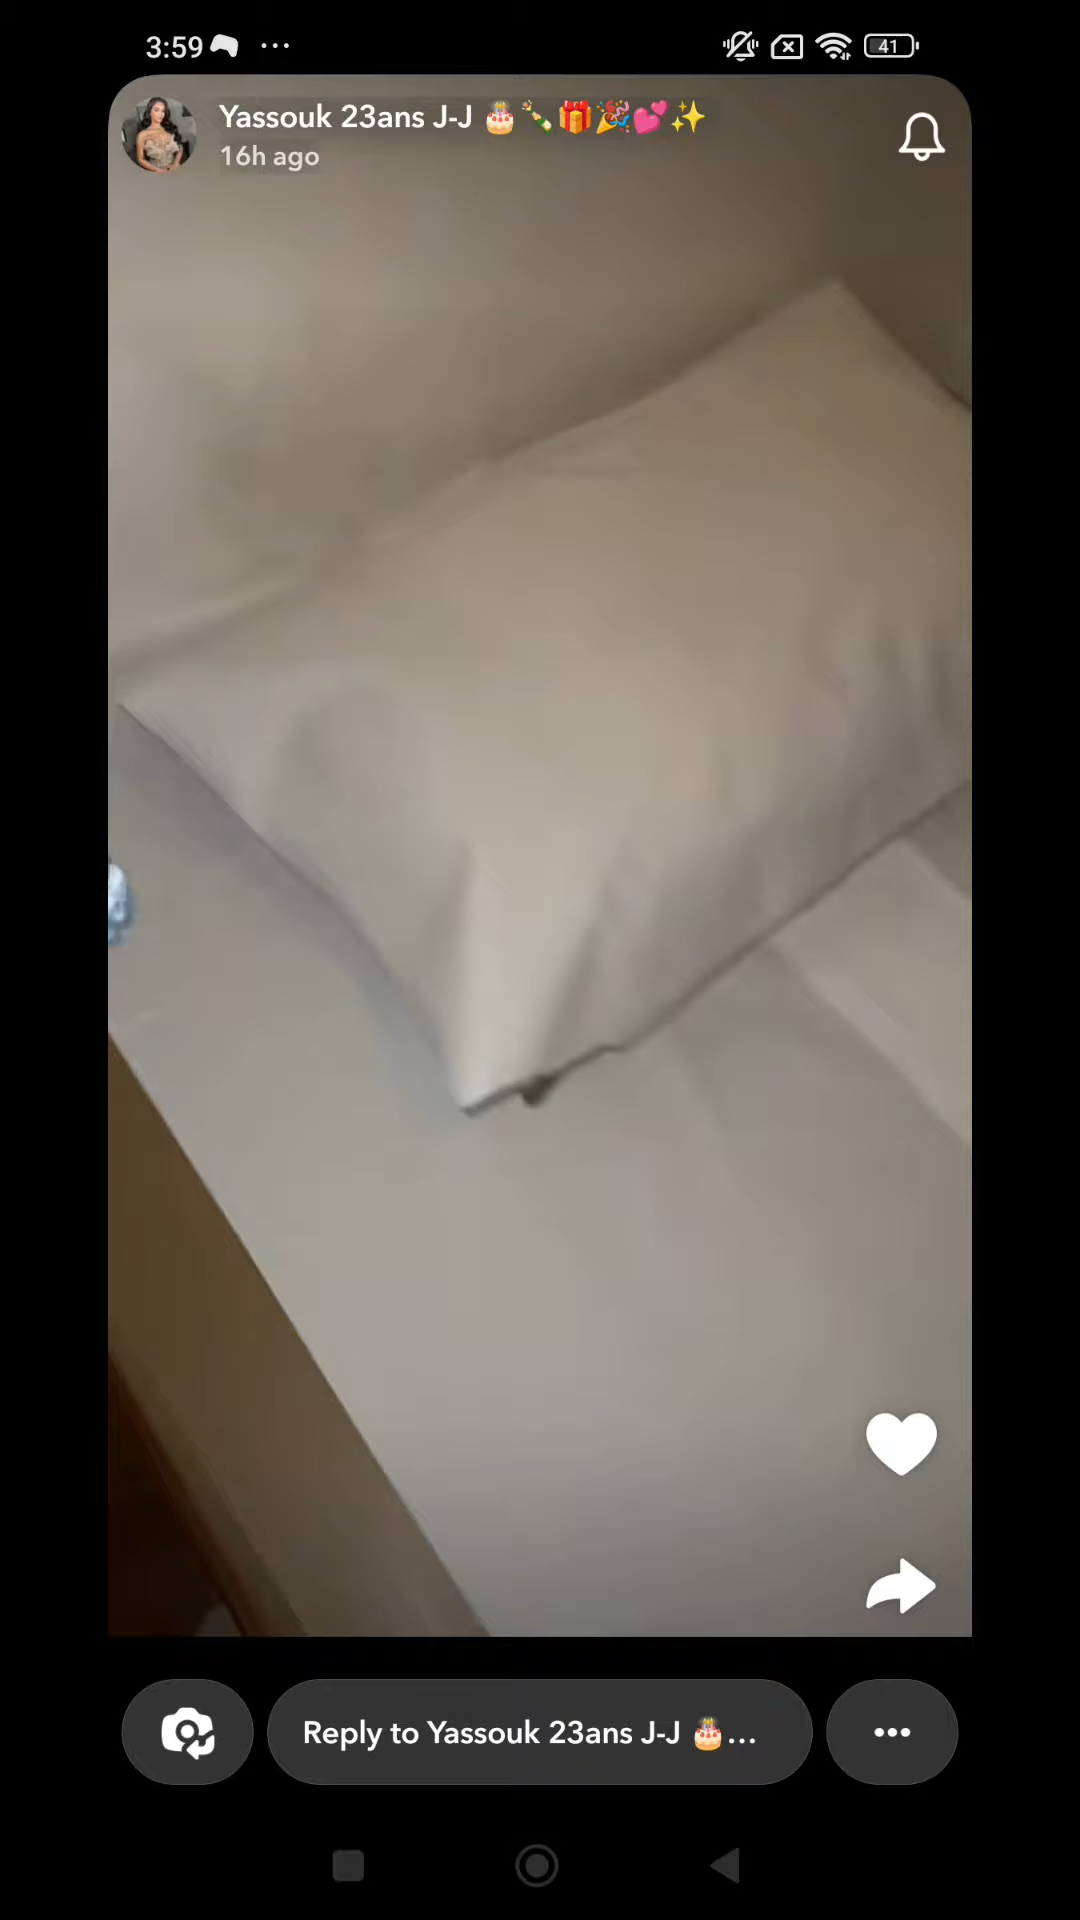 3:59
41
Yassouk 23ans J-J 🎂🍾🎁🎉💕✨
16h ago
Reply to Yassouk 23ans J-J 🎂...